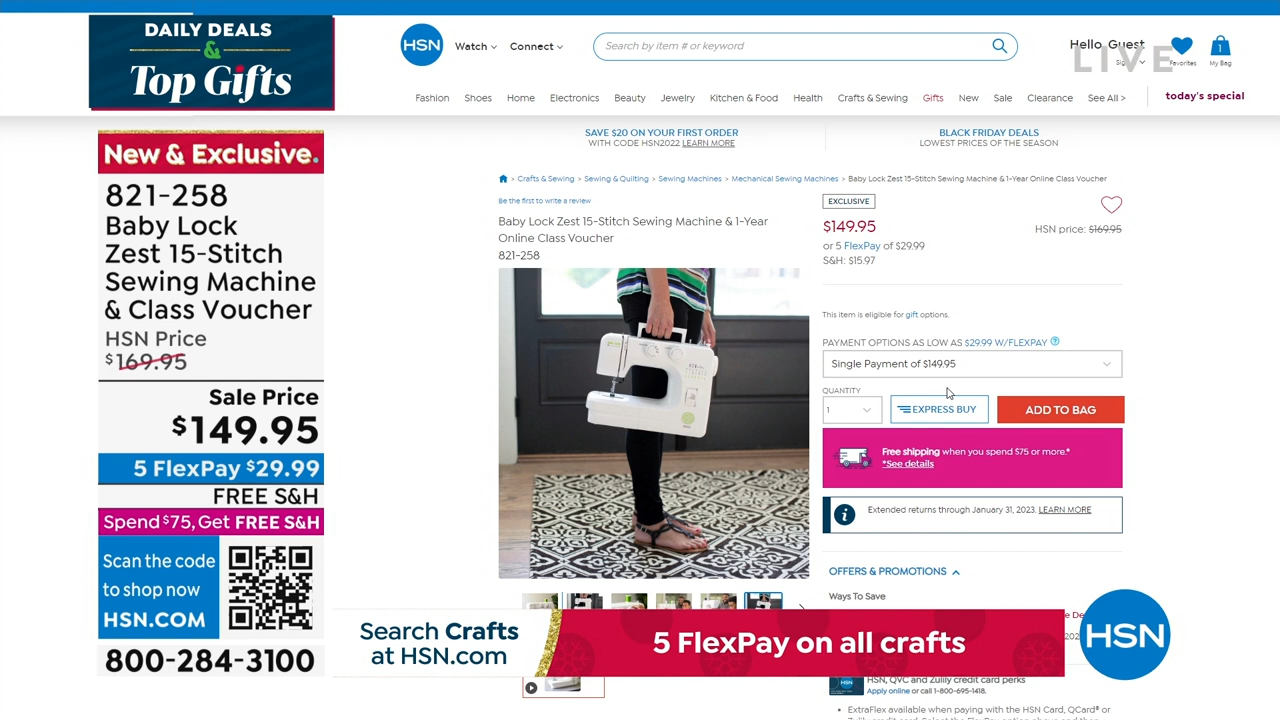 DAILY DEALS
&
Top Gifts
New & Exclusive.
821-258
Baby Lock
Zest 15-Stitch
Sewing Machine
& Class Voucher
HSN Price
$169.95
Sale Price
$149.95
5 FlexPay $29.99
FREE S&H
Spend $75, Get FREE S&H
Scan the code
to shop now
HSN.COM
800-284-3100
HSN
Watch
Connect
Search by item # or keyword
Hello, Guest
LIVE
Favorites
1
My Bag
Fashion Shoes Home Electronics Beauty Jewelry Kitchen & Food Health Crafts & Sewing Gifts New Sale Clearance See All >
today's special
SAVE $20 ON YOUR FIRST ORDER
WITH CODE HSN2022 LEARN MORE
BLACK FRIDAY DEALS
LOWEST PRICES OF THE SEASON
> Crafts & Sewing > Sewing & Quilting > Sewing Machines > Mechanical Sewing Machines > Baby Lock Zest 15-Stitch Sewing Machine & 1-Year Online Class Voucher
Be the first to write a review
Baby Lock Zest 15-Stitch Sewing Machine & 1-Year
Online Class Voucher
821-258
EXCLUSIVE
$149.95
HSN price: $169.95
or 5 FlexPay of $29.99
S&H: $15.97
This item is eligible for gift options.
PAYMENT OPTIONS AS LOW AS $29.99 W/FLEXPAY
Single Payment of $149.95
QUANTITY
1
EXPRESS BUY
ADD TO BAG
Free shipping when you spend $75 or more.*
*See details
Extended returns through January 31, 2023. LEARN MORE
OFFERS & PROMOTIONS
Ways To Save
Search Crafts
at HSN.com
5 FlexPay on all crafts
HSN
HSN, QVC and Zulily credit card perks
Apply online or call 1-800-695-1418.
• ExtraFlex available when paying with the HSN Card, QCard® or